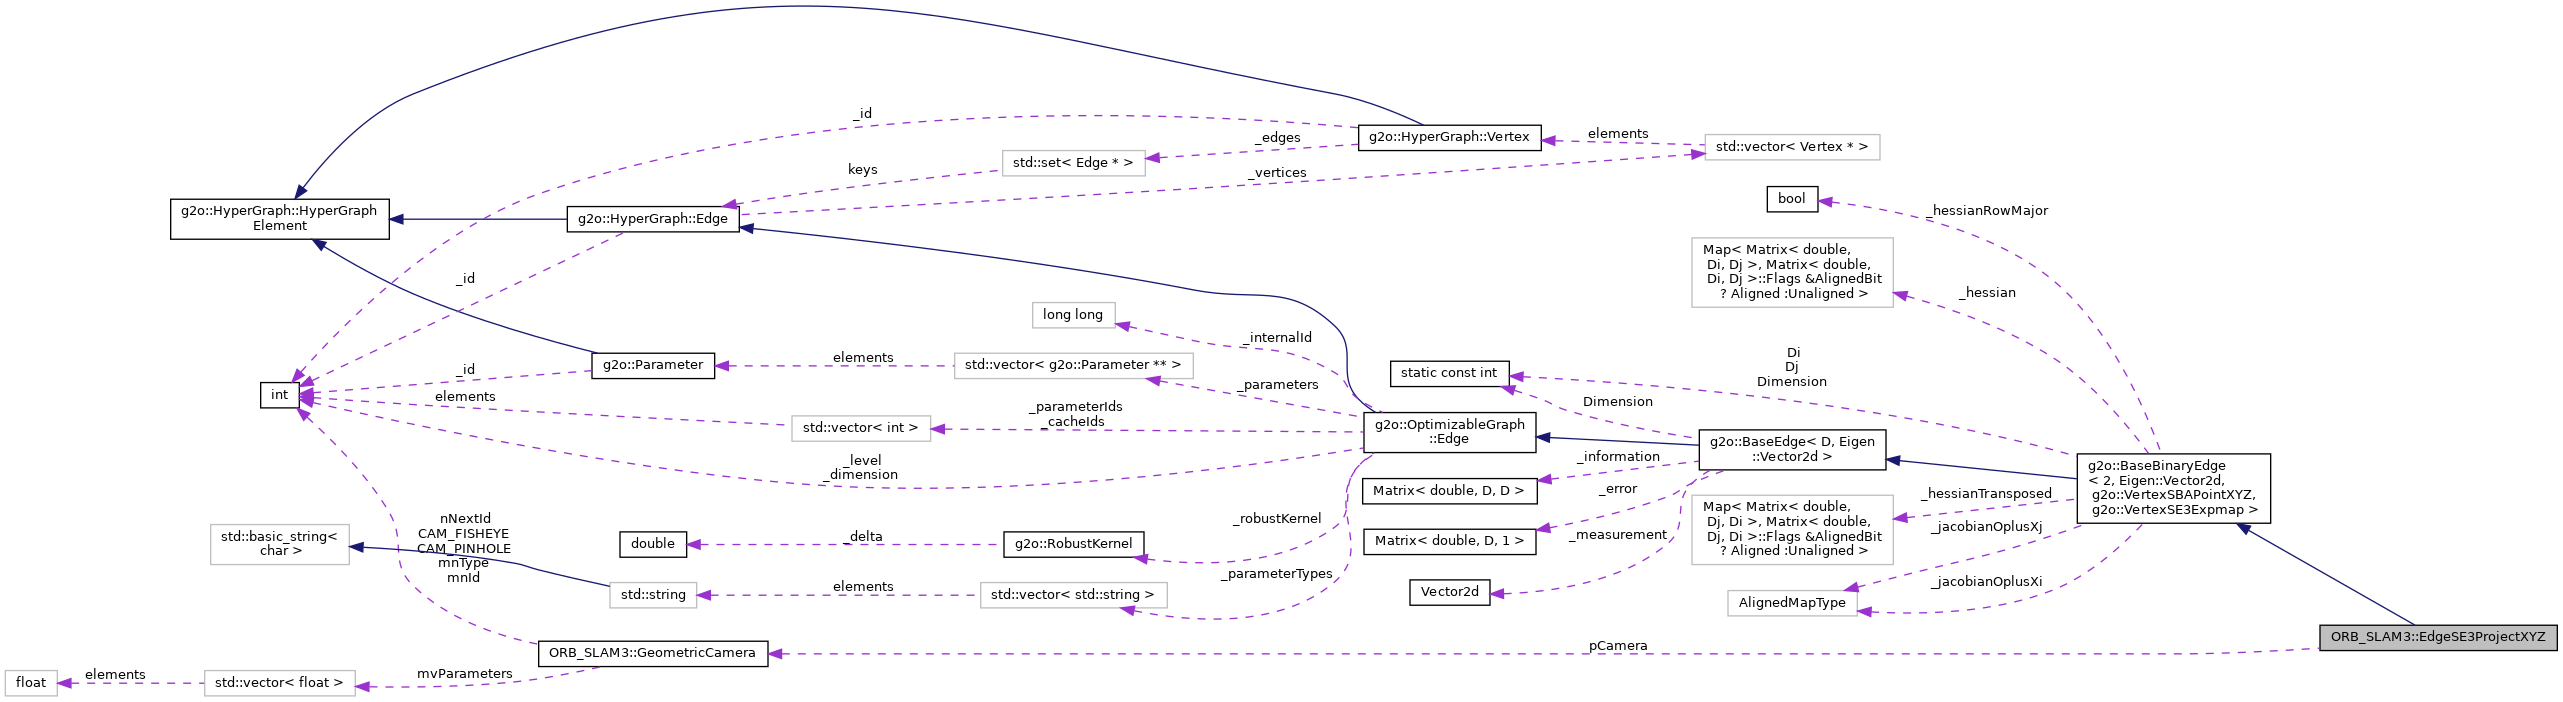 _id
g2o::HyperGraph::Vertex
_edges
elements
std::vector< Vertex * >
std::set< Edge * >
keys
_vertices
bool
g2o::HyperGraph::HyperGraph
Element
g2o::HyperGraph::Edge
_hessianRowMajor
Map< Matrix< double,
Di, Dj >, Matrix< double,
Di, Dj >::Flags &AlignedBit
? Aligned :Unaligned >
_id
_hessian
long long
_internalId
g2o::Parameter
elements
std::vector< g2o::Parameter ** >
static const int
Di
Dj
Dimension
_id
_parameters
int
elements
_parameterIds
_cacheIds
Dimension
std::vector< int >
g2o::OptimizableGraph
::Edge
g2o::BaseEdge< D, Eigen
::Vector2d >
_level
_dimension
_information
g2o::BaseBinaryEdge
< 2, Eigen::Vector2d,
g2o::VertexSBAPointXYZ,
g2o::VertexSE3Expmap >
Matrix< double, D, D >
_error
_hessianTransposed
Map< Matrix< double,
Dj, Di >, Matrix< double,
Dj, Di >::Flags &AlignedBit
? Aligned :Unaligned >
_robustKernel
_jacobianOplusXj
nNextId
CAM_FISHEYE
CAM_PINHOLE
mnType
mnId
std::basic_string<
char >
double
_delta
g2o::RobustKernel
Matrix< double, D, 1 >
_measurement
_parameterTypes
_jacobianOplusXi
std::string
elements
std::vector< std::string >
Vector2d
AlignedMapType
ORB_SLAM3::EdgeSE3ProjectXYZ
ORB_SLAM3::GeometricCamera
pCamera
float
elements
std::vector< float >
mvParameters